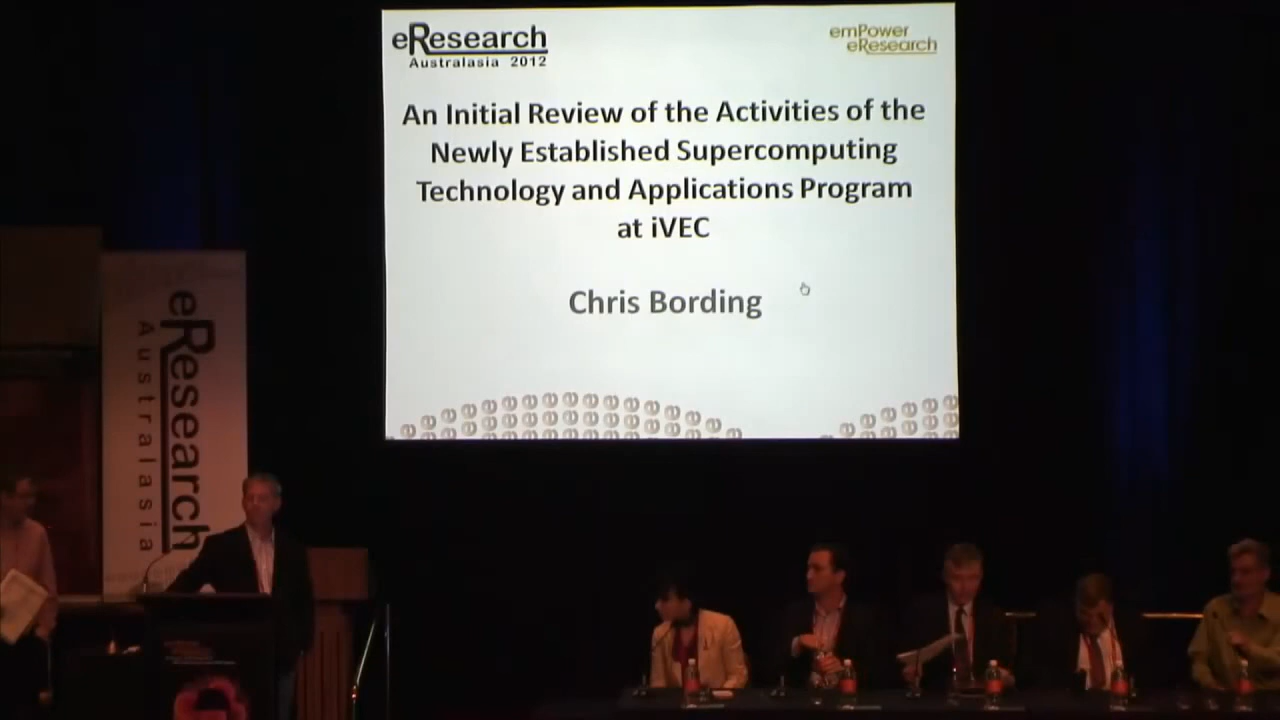 eResearch
Australasia 2012
emPower
eResearch
An Initial Review of the Activities of the
Newly Established Supercomputing
Technology and Applications Program
at iVEC
Chris Bording
eResearch
Australasia